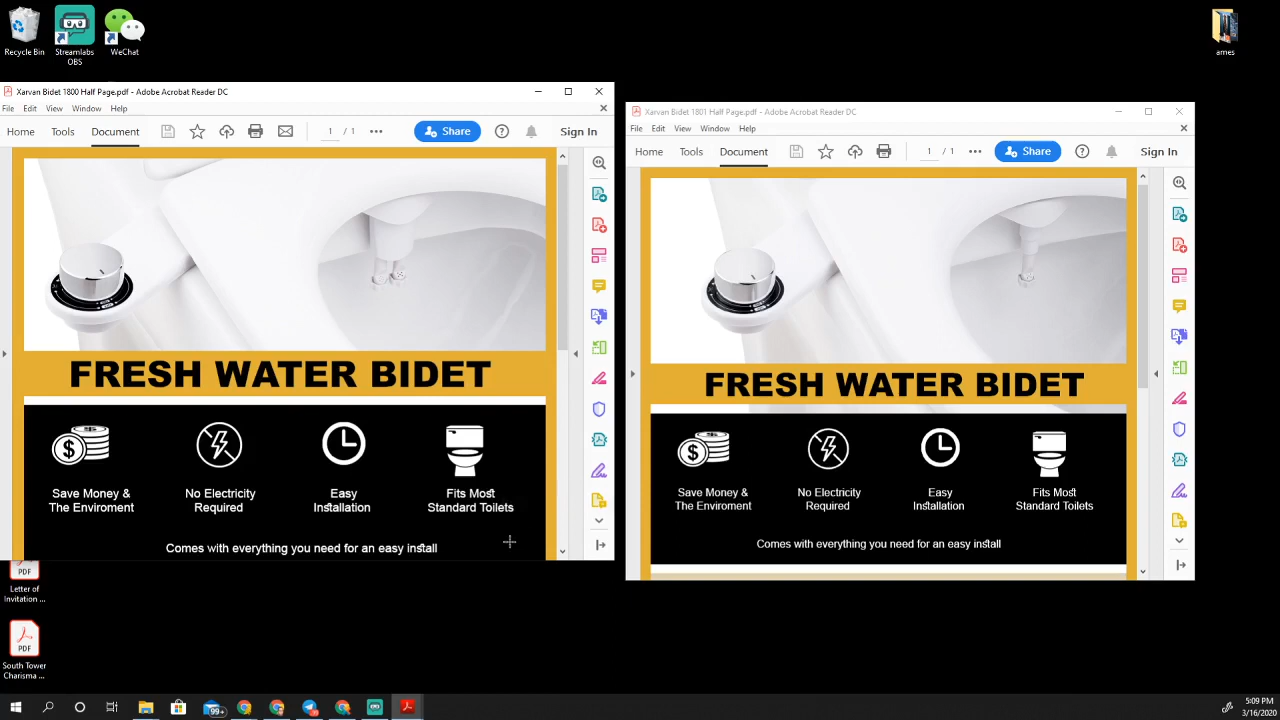 Recycle Bin
Streamlabs
OBS
WeChat
ames
Xarvan Bidet 1800 Half Page.pdf - Adobe Acrobat Reader DC
File Edit View Window Help
Home Tools Document 1 / 1 Share Sign In
FRESH WATER BIDET
Save Money &
The Enviroment
No Electricity
Required
Easy
Installation
Fits Most
Standard Toilets
Comes with everything you need for an easy install
Xarvan Bidet 1801 Half Page.pdf - Adobe Acrobat Reader DC
File Edit View Window Help
Home Tools Document 1 / 1 Share Sign In
FRESH WATER BIDET
Save Money &
The Enviroment
No Electricity
Required
Easy
Installation
Fits Most
Standard Toilets
Comes with everything you need for an easy install
PDF
Letter of
Invitation ...
PDF
South Tower
Charisma ...
99+
5:09 PM
3/16/2020